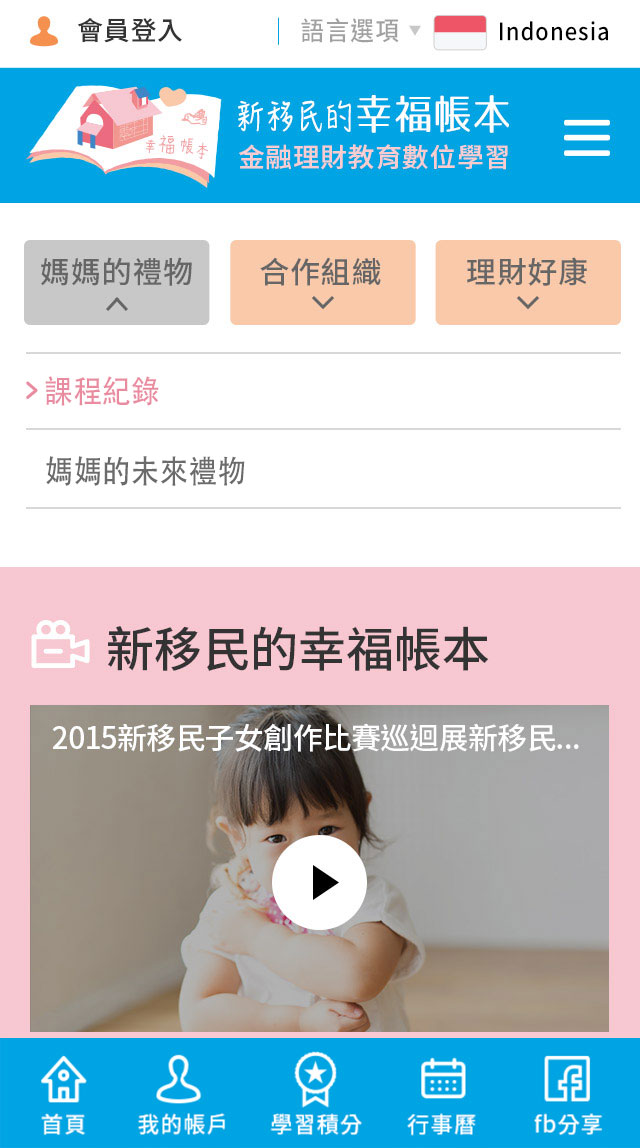 會員登入
語言選項
Indonesia
幸福帳本
新移民的幸福帳本
金融理財教育數位學習
媽媽的禮物
合作組織
理財好康
課程紀錄
媽媽的未來禮物
新移民的幸福帳本
2015新移民子女創作比賽巡迴展新移民...
首頁
我的帳戶
學習積分
行事曆
fb分享